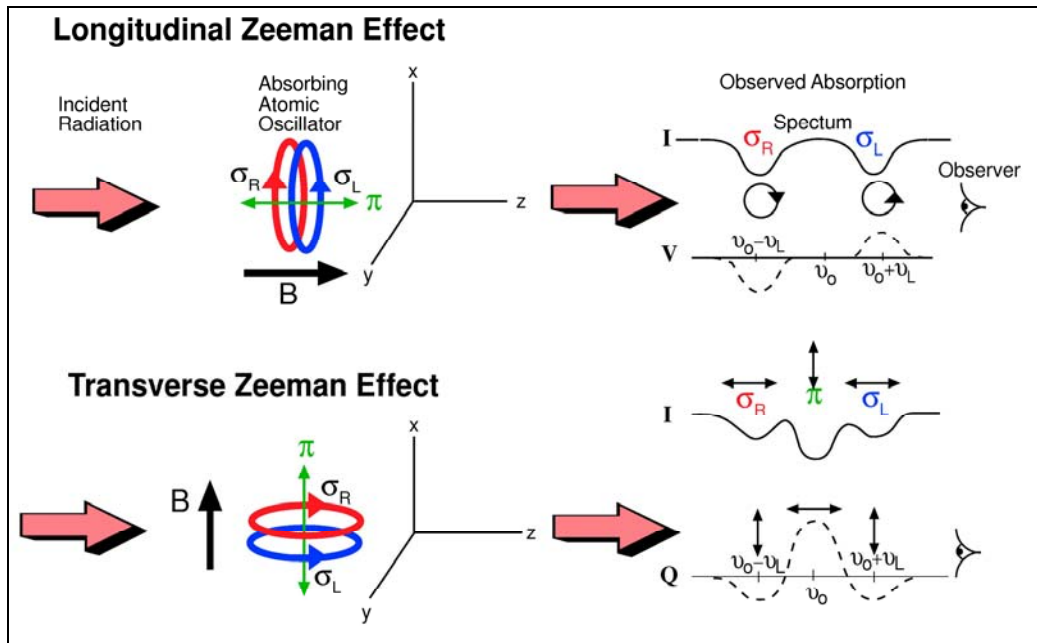 Longitudinal Zeeman Effect
Incident
Radiation
Absorbing
Atomic
Oscillator
σR
σL
π
B
x
y
z
Observed Absorption
Spectum
I
σR
σL
Observer
V
υo-υL
υo
υo+υL
Transverse Zeeman Effect
B
π
σR
σL
x
y
z
π
σR
σL
I
υo-υL
υo+υL
Q
υo